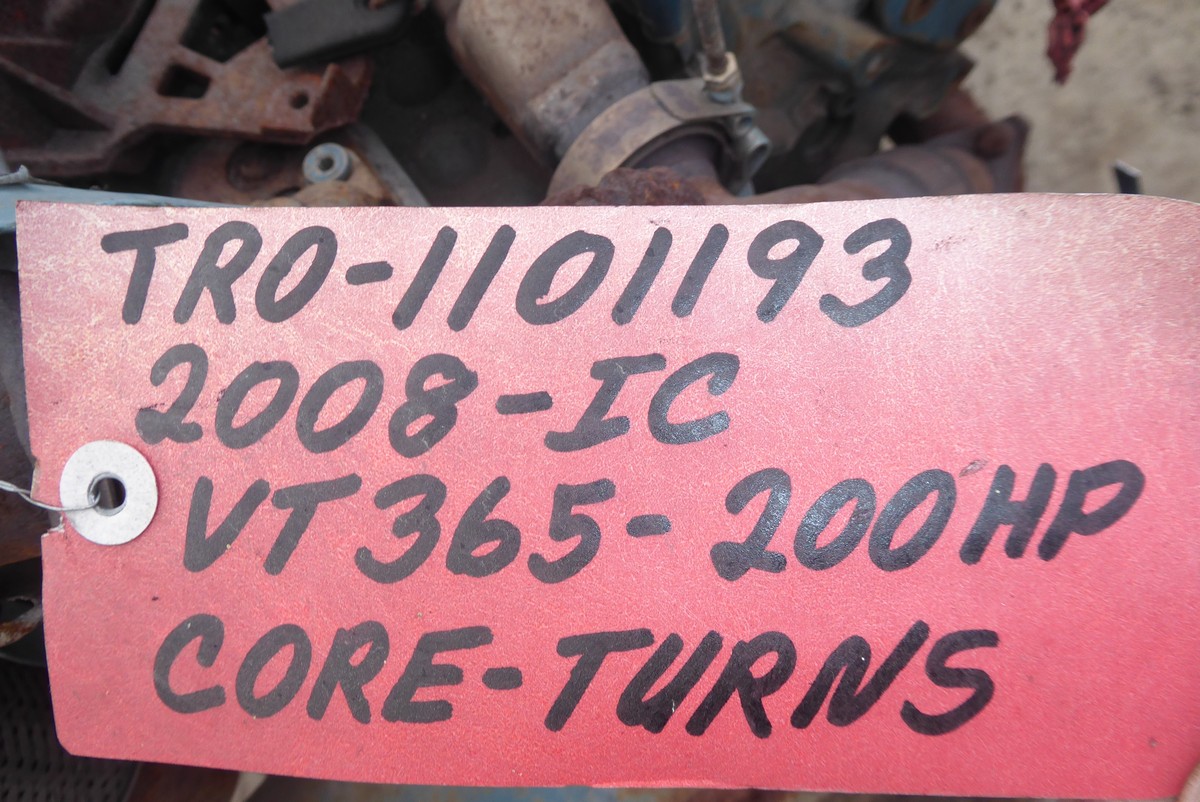 TRO-1101193
2008-IC
VT365-200HP
CORE-TURNS